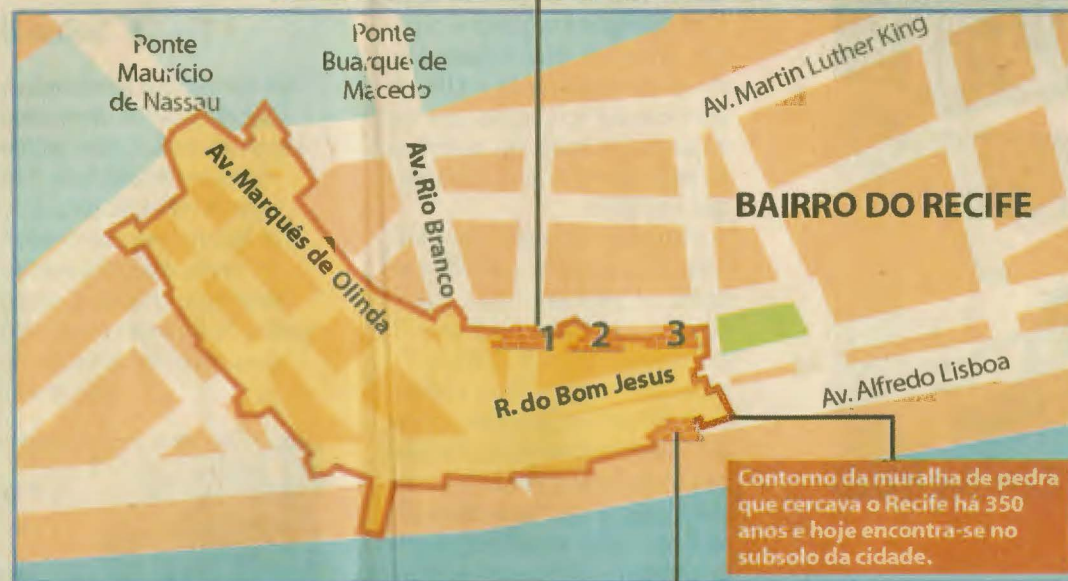 Ponte
Maurício
de Nassau
Ponte
Buarque de
Macedo
Av. Martin Luther King
Av. Marquês de Olinda
Av. Rio Branco
BAIRRO DO RECIFE
1 2 3
R. do Bom Jesus
Av. Alfredo Lisboa
Contorno da muralha de pedra
que cercava o Recife há 350
anos e hoje encontra-se no
subsolo da cidade.